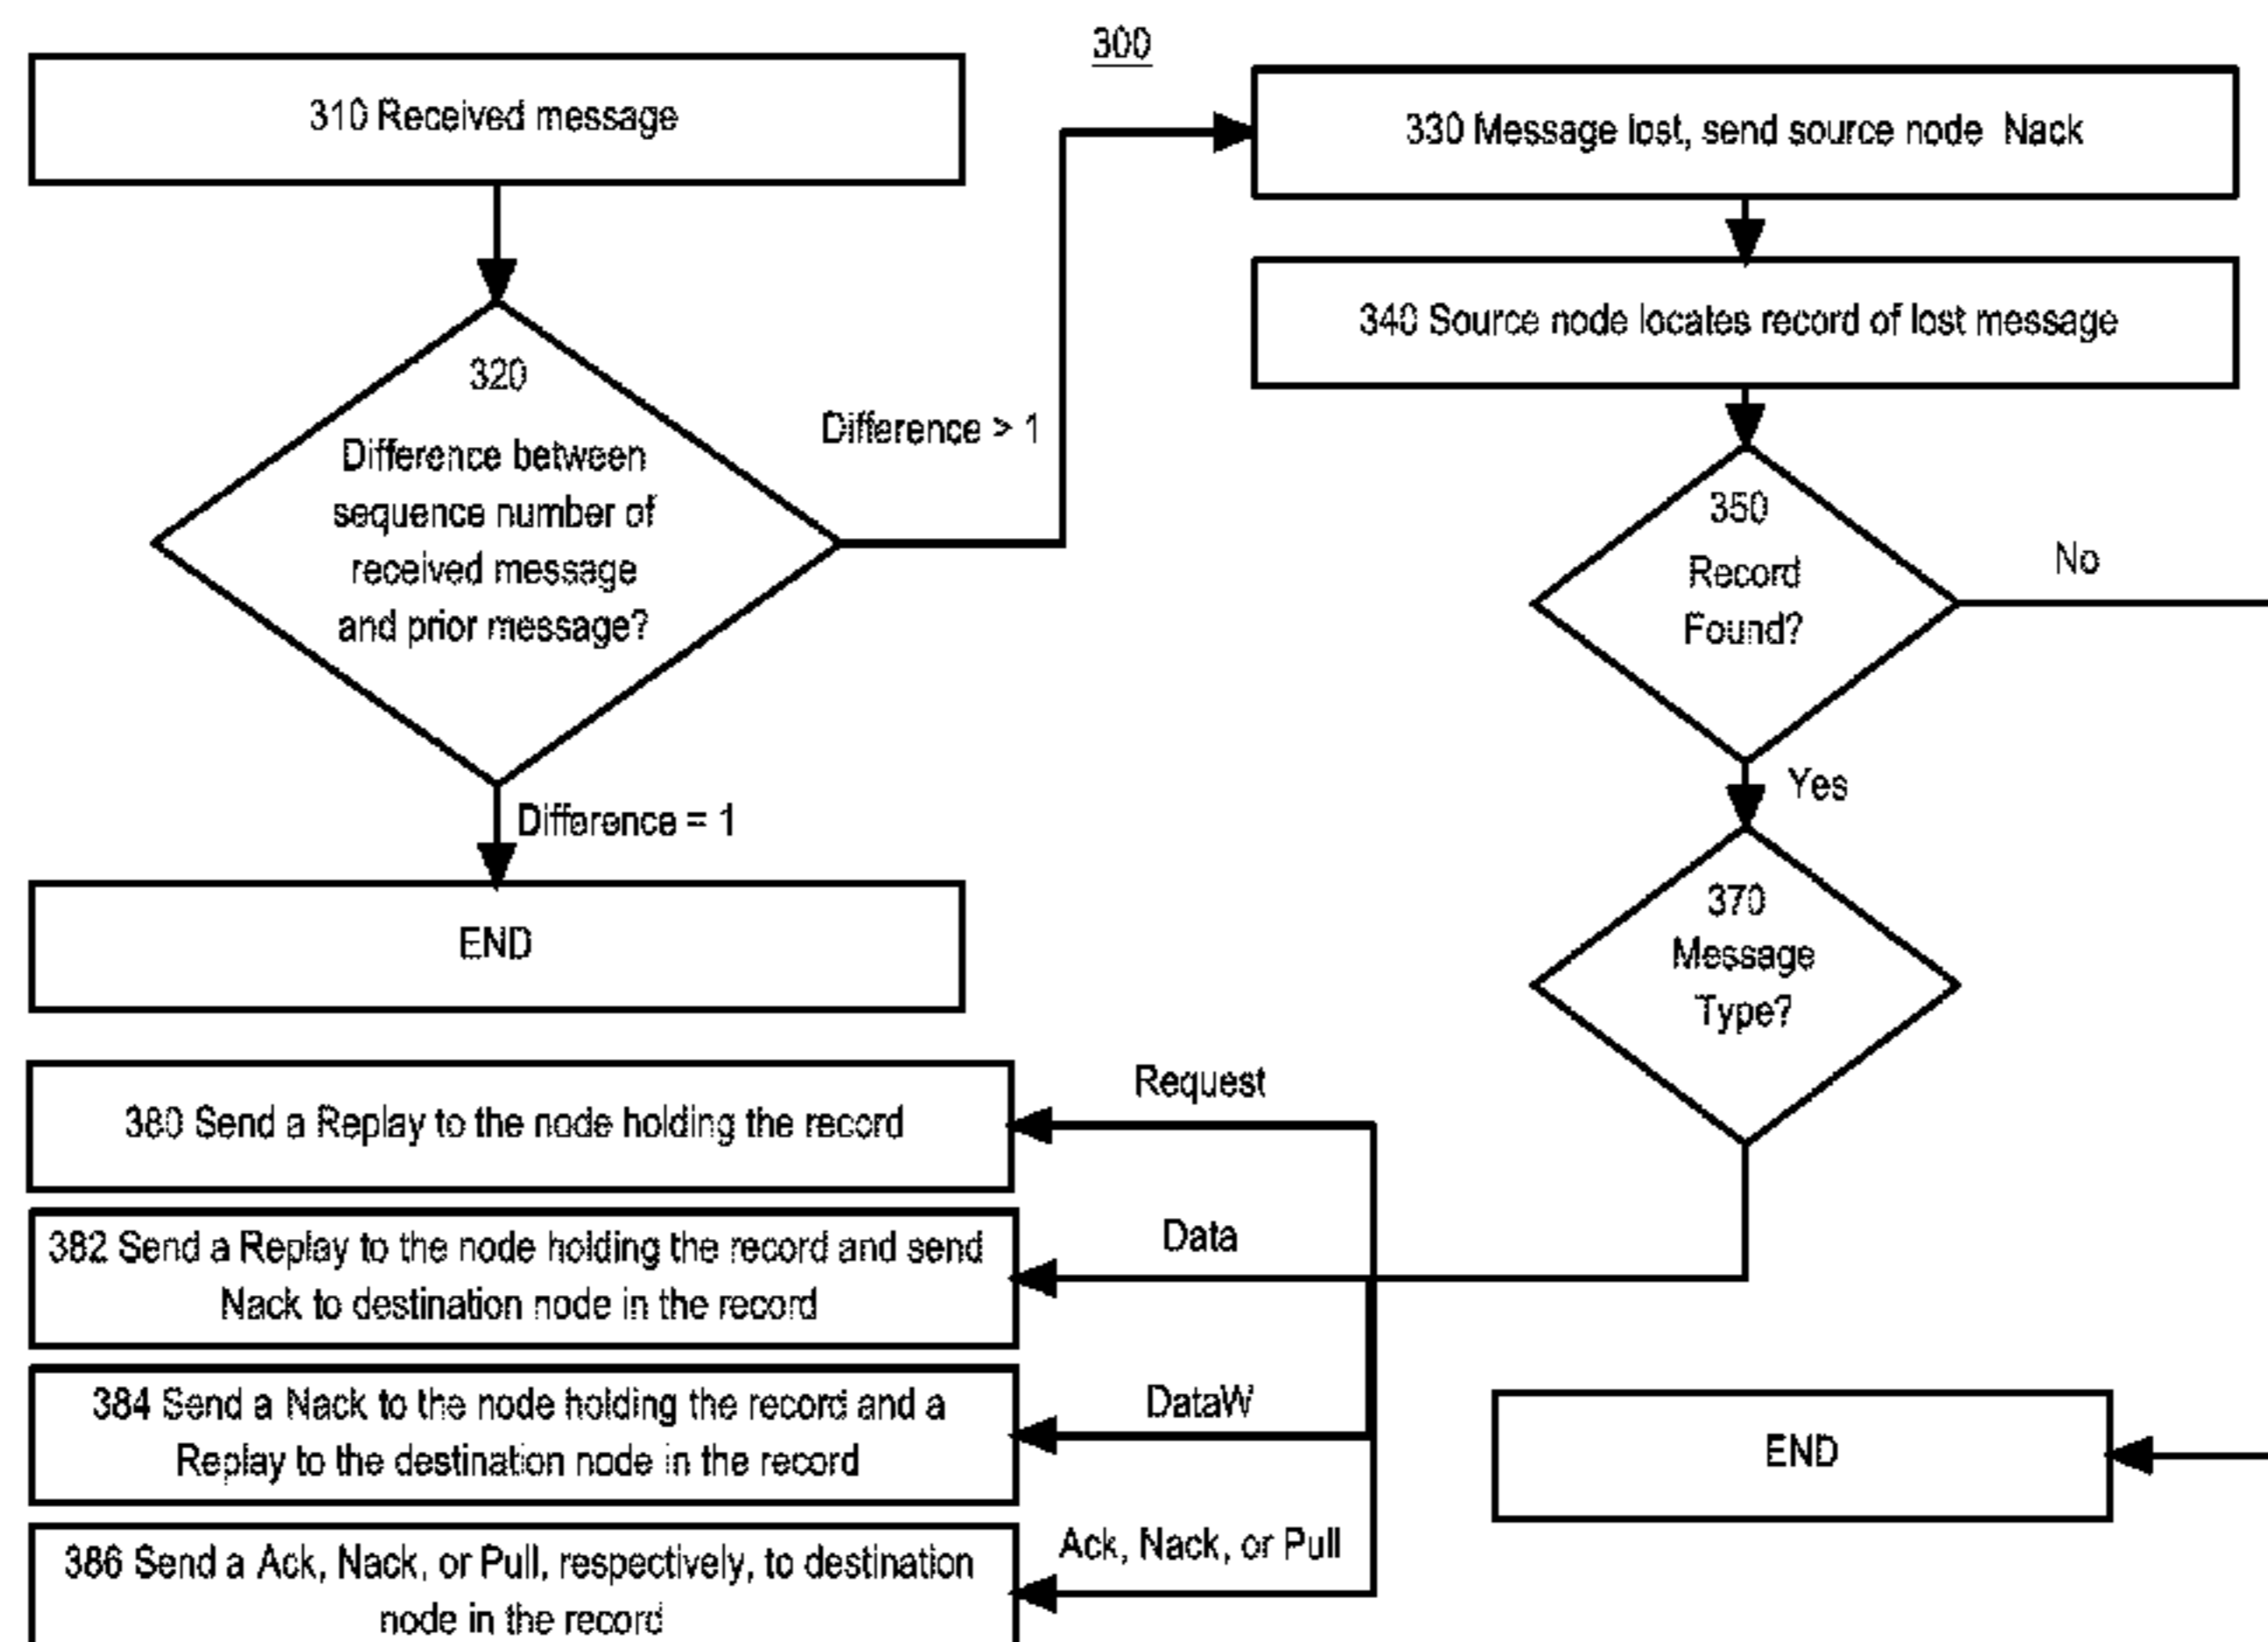 300
310 Received message
320
Difference between
sequence number of
received message
and prior message?
Difference > 1
Difference = 1
END
330 Message lost, send source node Nack
340 Source node locates record of lost message
350
Record
Found?
No
Yes
370
Message
Type?
Request
380 Send a Replay to the node holding the record
Data
382 Send a Replay to the node holding the record and send
Nack to destination node in the record
DataW
384 Send a Nack to the node holding the record and a
Replay to the destination node in the record
Ack, Nack, or Pull
386 Send a Ack, Nack, or Pull, respectively, to destination
node in the record
END